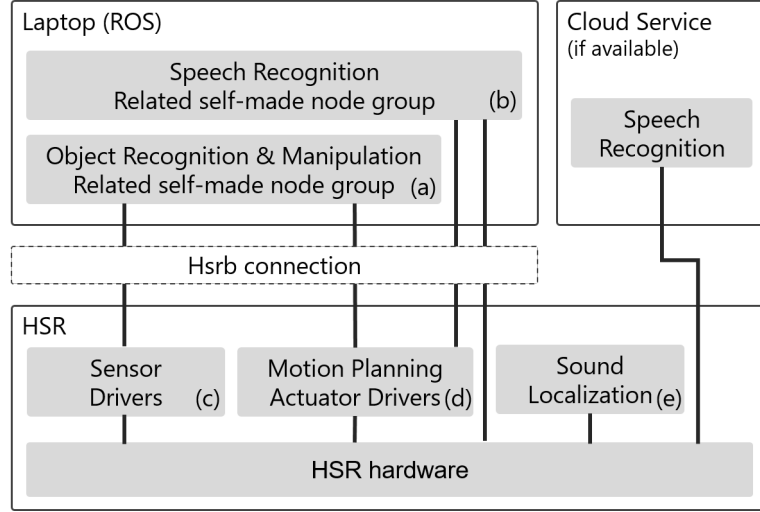 Laptop (ROS)
Speech Recognition
Related self-made node group (b)
Object Recognition & Manipulation
Related self-made node group (a)
Cloud Service
(if available)
Speech
Recognition
Hsrb connection
HSR
Sensor
Drivers (c)
Motion Planning
Actuator Drivers (d)
Sound
Localization (e)
HSR hardware